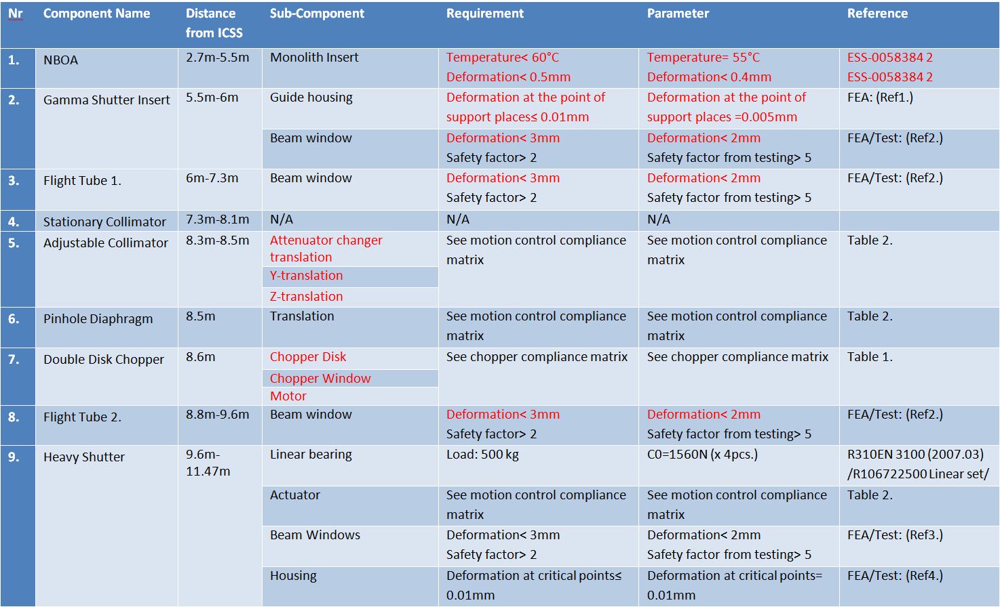 Nr Component Name Distance from ICSS Sub-Component Requirement Parameter Reference
1. NBOA 2.7m-5.5m Monolith Insert Temperature< 60°C Temperature= 55°C ESS-0058384 2
Deformation< 0.5mm Deformation< 0.4mm ESS-0058384 2
2. Gamma Shutter Insert 5.5m-6m Guide housing Deformation at the point of Deformation at the point of FEA: (Ref1.)
support places≤ 0.01mm support places =0.005mm
Beam window Deformation< 3mm Deformation< 2mm FEA/Test: (Ref2.)
Safety factor> 2 Safety factor from testing> 5
3. Flight Tube 1. 6m-7.3m Beam window Deformation< 3mm Deformation< 2mm FEA/Test: (Ref2.)
Safety factor> 2 Safety factor from testing> 5
4. Stationary Collimator 7.3m-8.1m N/A N/A N/A
5. Adjustable Collimator 8.3m-8.5m Attenuator changer See motion control compliance See motion control compliance Table 2.
translation matrix matrix
Y-translation
Z-translation
6. Pinhole Diaphragm 8.5m Translation See motion control compliance See motion control compliance Table 2.
matrix matrix
7. Double Disk Chopper 8.6m Chopper Disk See chopper compliance matrix See chopper compliance matrix Table 1.
Chopper Window
Motor
8. Flight Tube 2. 8.8m-9.6m Beam window Deformation< 3mm Deformation< 2mm FEA/Test: (Ref2.)
Safety factor> 2 Safety factor from testing> 5
9. Heavy Shutter 9.6m- Linear bearing Load: 500 kg C0=1560N (x 4pcs.) R310EN 3100 (2007.03)
11.47m /R106722500 Linear set/
Actuator See motion control compliance See motion control compliance Table 2.
matrix matrix
Beam Windows Deformation< 3mm Deformation< 2mm FEA/Test: (Ref3.)
Safety factor> 2 Safety factor from testing> 5
Housing Deformation at critical points≤ Deformation at critical points= FEA/Test: (Ref4.)
0.01mm 0.01mm